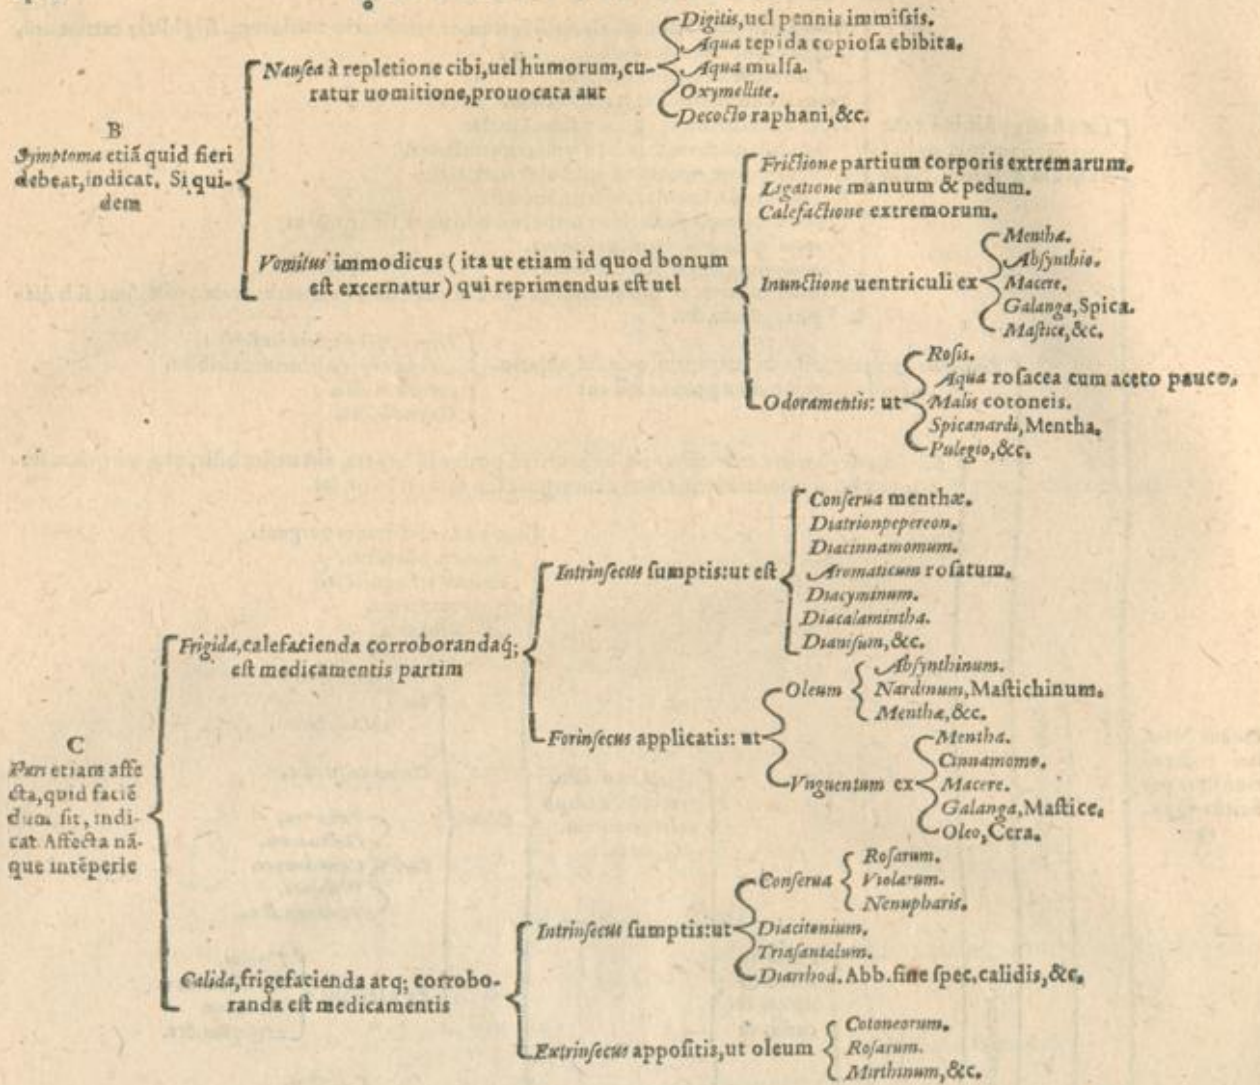 B
Symptoma etiã quid fieri
debeat, indicat. Si qui-
dem
Nausea à repletione cibi, uel humorum, cu-
ratur uomitione, prouocata aut
Digitis, uel pennis immiſsis.
Aqua tepida copioſa ebibita.
Aqua mulſa.
Oxymellite.
Decocto raphani, &c.
Vomitus immodicus (ita ut etiam id quod bonum
eſt excernatur) qui reprimendus eſt uel
Frictione partium corporis extremarum.
Ligatione manuum & pedum.
Calefactione extremorum.
Inunctione uentriculi ex
Mentha.
Abſynthio.
Macere.
Galanga, Spica.
Maſtice, &c.
Odoramentis: ut
Roſis.
Aqua roſacea cum aceto pauco.
Malis cotoneis.
Spicanardi, Mentha.
Pulegio, &c.
C
Pars etiam affe
cta, quid faciẽ
dum ſit, indi-
cat. Affecta nã-
que intẽperie
Frigida, calefacienda corroborandaq́;
eſt medicamentis partim
Intrinſecus ſumptis: ut eſt
Conſerua menthæ.
Diatrionpepereon.
Diacinnamomum.
Aromaticum roſatum.
Diacyminum.
Diacalamintha.
Dianiſum, &c.
Forinſecus applicatis: ut
Oleum
Abſynthinum.
Nardinum, Maſtichinum.
Menthæ, &c.
Vnguentum ex
Mentha.
Cinnamomo.
Macere.
Galanga, Maſtice.
Oleo, Cera.
Calida, frigefacienda atq; corrobo-
randa eſt medicamentis
Intrinſecus ſumptis: ut
Conſerua
Roſarum.
Violarum.
Nenupharis.
Diacitonium.
Triaſantalum.
Diarrhod. Abb. ſine ſpec. calidis, &c.
Extrinſecus appoſitis, ut oleum
Cotoneorum.
Roſarum.
Mirthinum, &c.